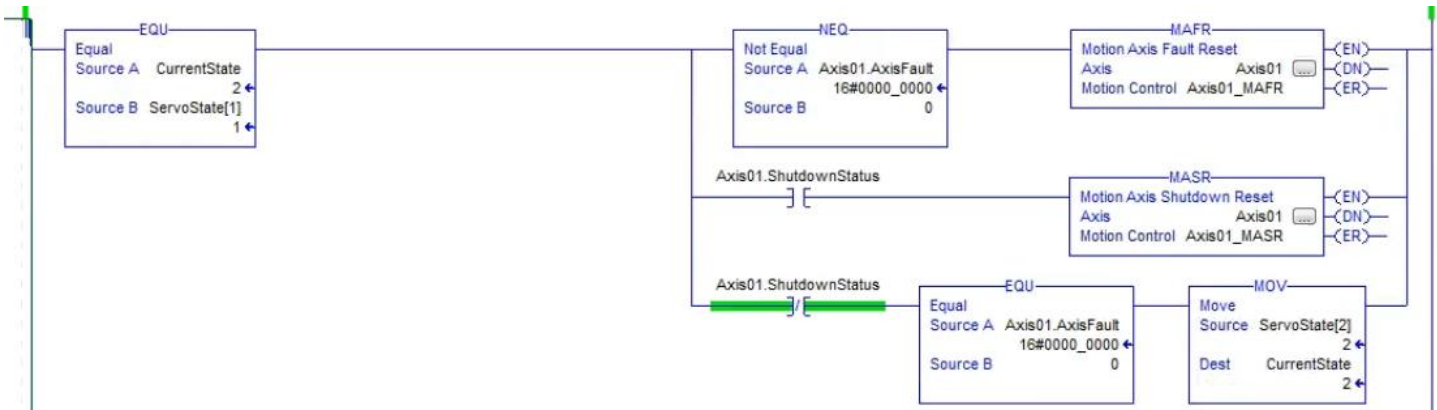 EQU
Equal
Source A CurrentState
2
Source B ServoState[1]
1
NEQ
Not Equal
Source A Axis01.AxisFault
16#0000_0000
Source B 0
MAFR
Motion Axis Fault Reset
Axis Axis01 ...
Motion Control Axis01_MAFR
EN
DN
ER
Axis01.ShutdownStatus
MASR
Motion Axis Shutdown Reset
Axis Axis01 ...
Motion Control Axis01_MASR
EN
DN
ER
Axis01.ShutdownStatus
EQU
Equal
Source A Axis01.AxisFault
16#0000_0000
Source B 0
MOV
Move
Source ServoState[2]
2
Dest CurrentState
2